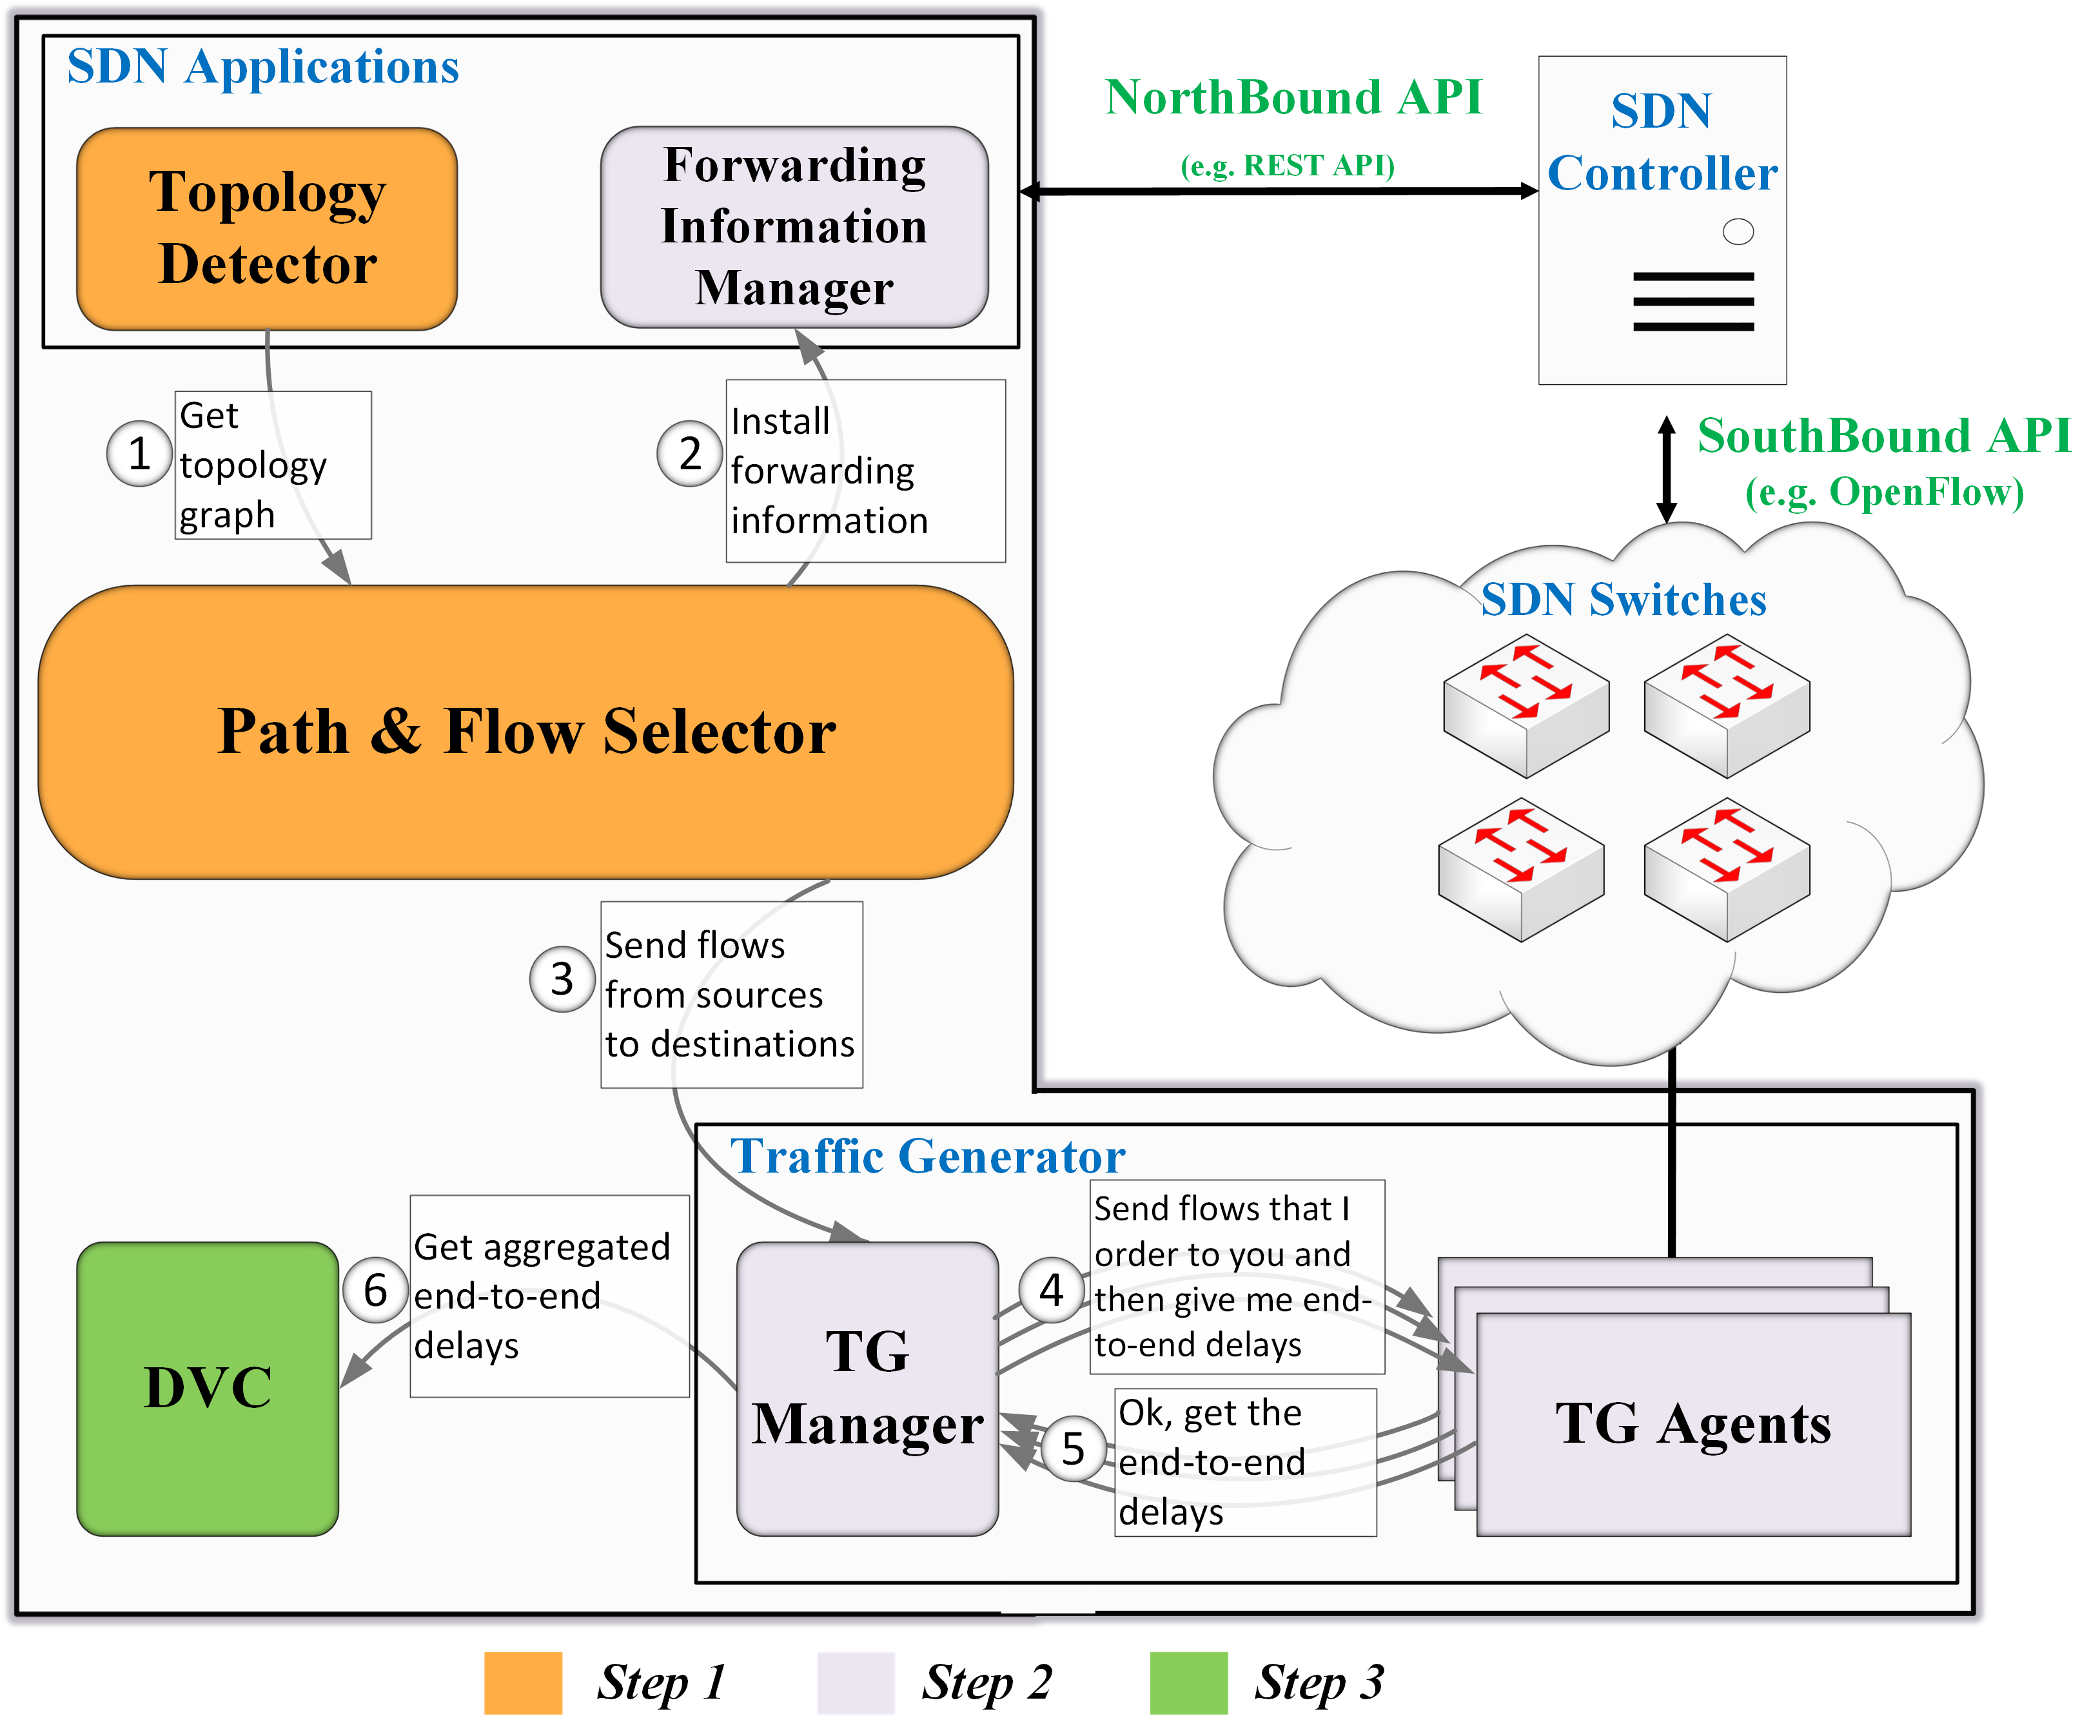 SDN Applications
Topology
Detector
Forwarding
Information
Manager
NorthBound API
(e.g. REST API)
SDN
Controller
1
Get
topology
graph
2
Install
forwarding
information
SouthBound API
(e.g. OpenFlow)
SDN Switches
Path & Flow Selector
3
Send flows
from sources
to destinations
Traffic Generator
DVC
6
Get aggregated
end-to-end
delays
TG
Manager
4
Send flows that I
order to you and
then give me end-
to-end delays
5
Ok, get the
end-to-end
delays
TG Agents
Step 1
Step 2
Step 3